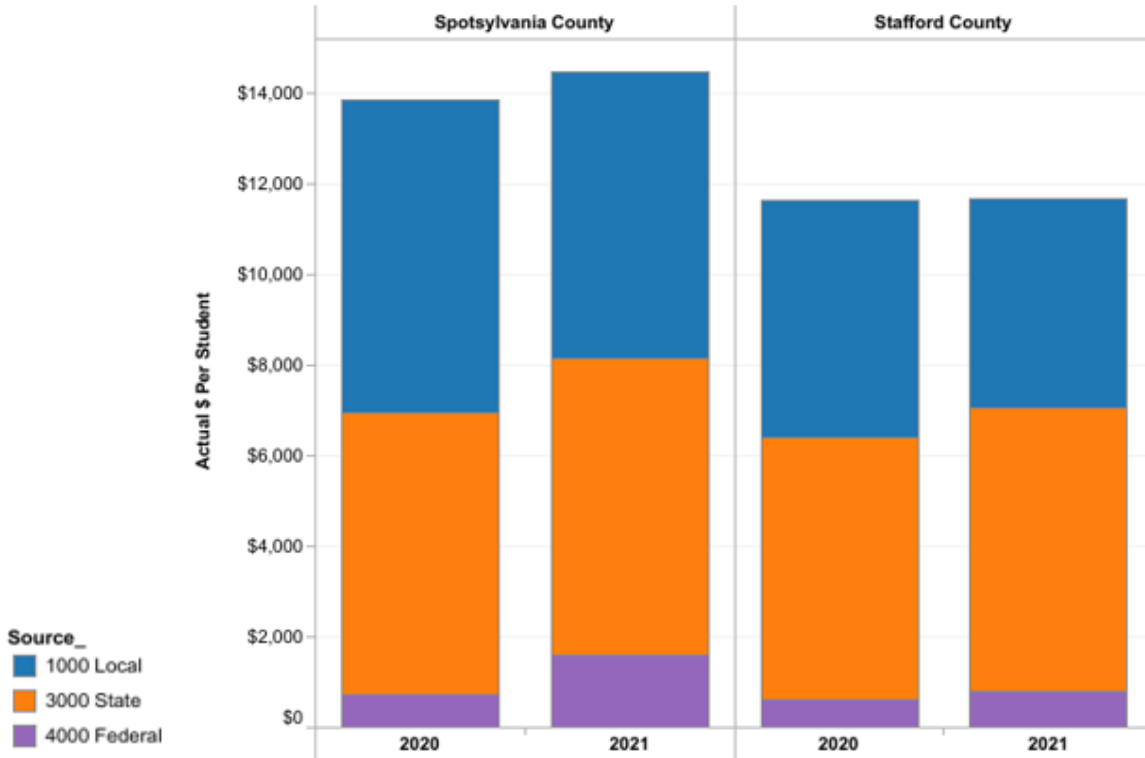 Spotsylvania County Stafford County
$14,000
$12,000
$10,000
$8,000
$6,000
$4,000
$2,000
$0
Actual $ Per Student
2020 2021 2020 2021
Source_
1000 Local
3000 State
4000 Federal